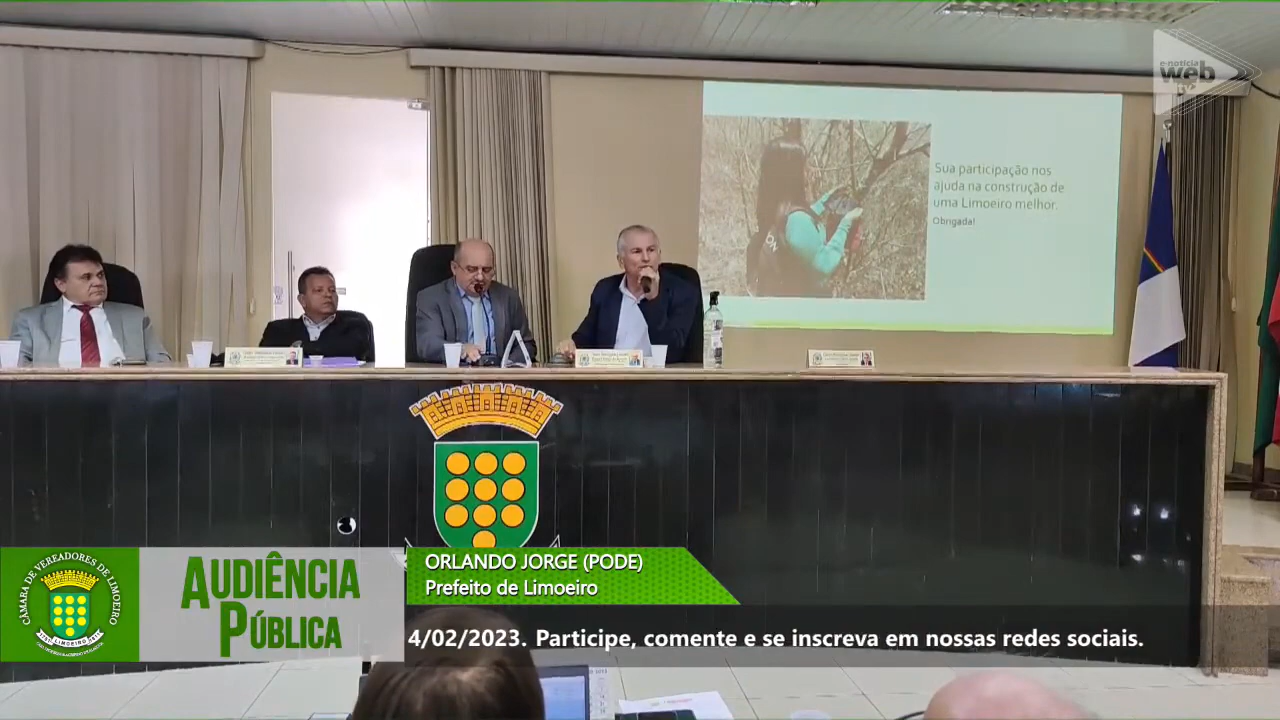 e-notícia
web
tv
Sua participação nos
ajuda na construção de
uma Limoeiro melhor.
Obrigada!
CÂMARA DE VEREADORES DE LIMOEIRO
AUDIÊNCIA
PÚBLICA
ORLANDO JORGE (PODE)
Prefeito de Limoeiro
4/02/2023. Participe, comente e se inscreva em nossas redes sociais.